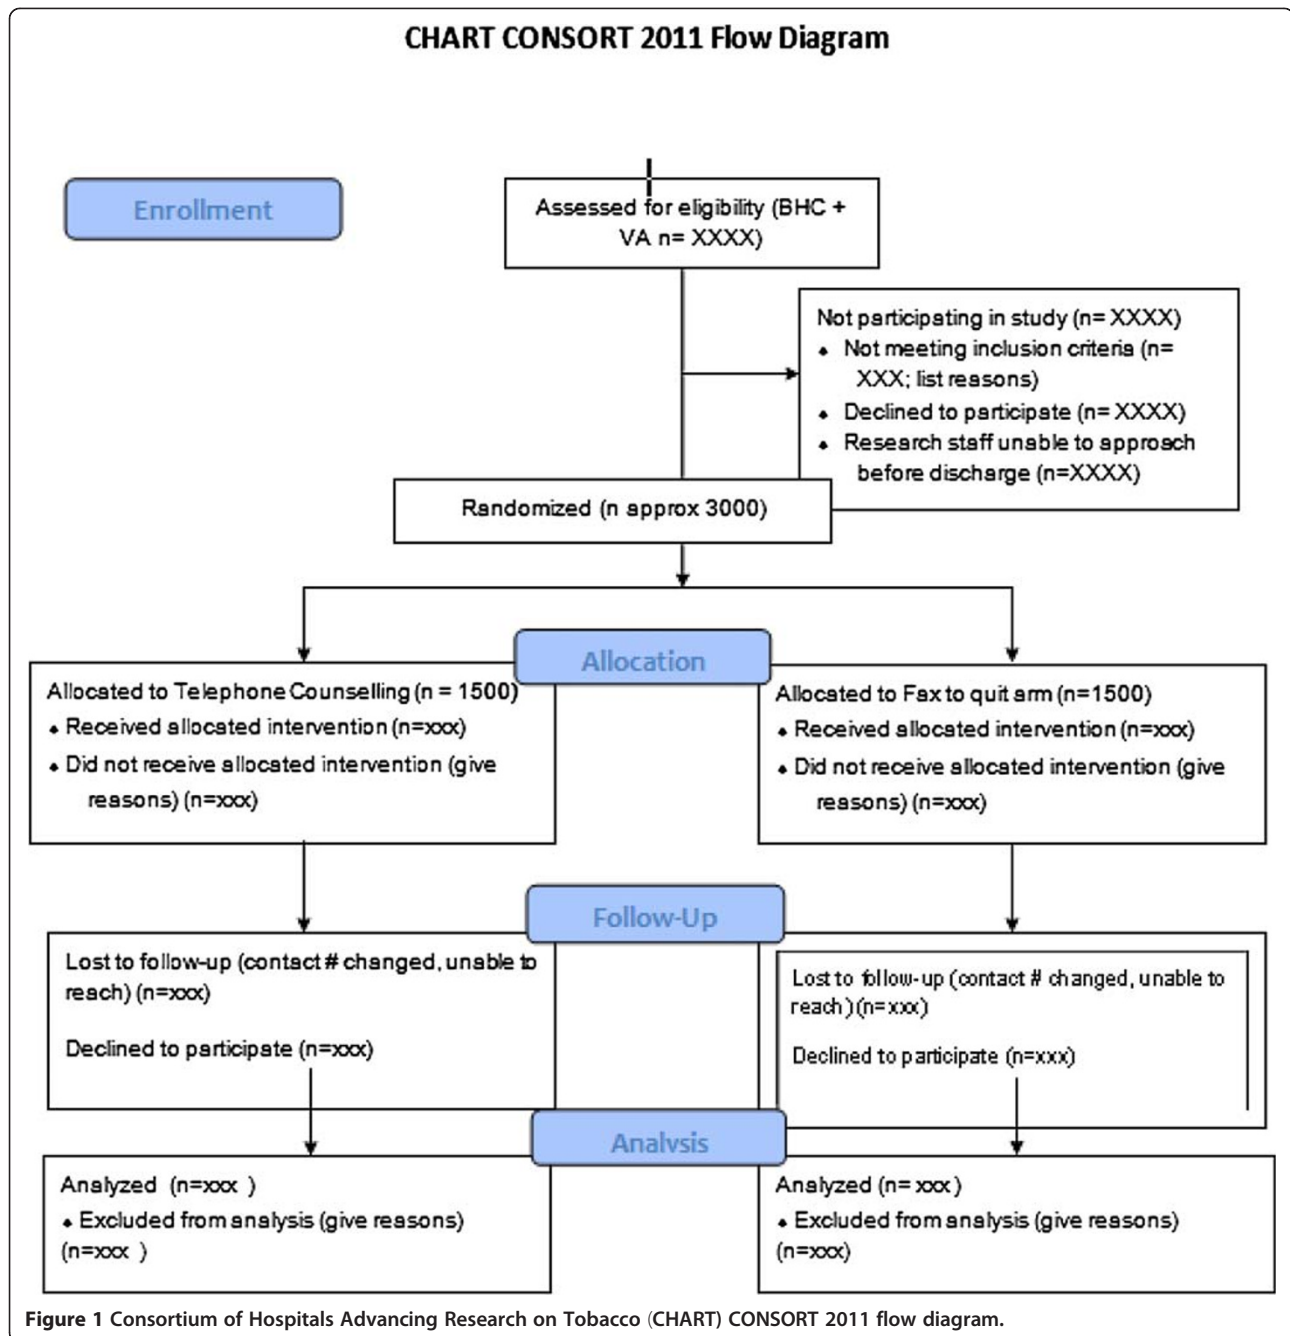 CHART CONSORT 2011 Flow Diagram
Enrollment
Assessed for eligibility (BHC +
VA n= XXXX)
Not participating in study (n= XXXX)
• Not meeting inclusion criteria (n=
XXX; list reasons)
• Declined to participate (n= XXXX)
• Research staff unable to approach
before discharge (n=XXXX)
Randomized (n approx 3000)
Allocation
Allocated to Telephone Counselling (n = 1500)
• Received allocated intervention (n=xxx)
• Did not receive allocated intervention (give
reasons) (n=xxx)
Allocated to Fax to quit arm (n=1500)
• Received allocated intervention (n=xxx)
• Did not receive allocated intervention (give
reasons) (n=xxx)
Follow-Up
Lost to follow-up (contact # changed, unable to
reach) (n=xxx)
Declined to participate (n=xxx)
Lost to follow-up (contact # changed, unable to
reach)(n=xxx)
Declined to participate (n=xxx)
Analysis
Analyzed (n=xxx )
• Excluded from analysis (give reasons)
(n=xxx )
Analyzed (n= xxx)
• Excluded from analysis (give reasons)
(n=xxx)
Figure 1 Consortium of Hospitals Advancing Research on Tobacco (CHART) CONSORT 2011 flow diagram.